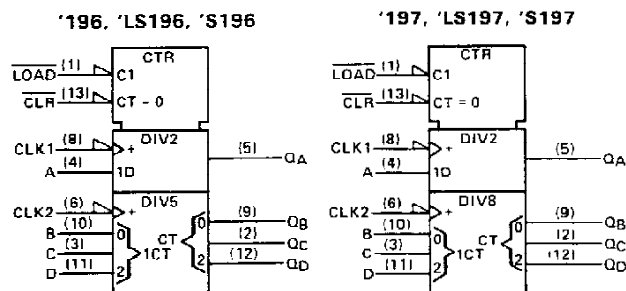 '196, 'LS196, 'S196
CTR
LOAD (1) C1
CLR (13) CT - 0
DIV2
CLK1 (8) +
(5) QA
A (4) 1D
DIV5
CLK2 (6) +
B (10) 0
C (3) 1CT
D (11) 2
CT
0 (9) QB
(2) QC
2 (12) QD
'197, 'LS197, 'S197
CTR
LOAD (1) C1
CLR (13) CT = 0
DIV2
CLK1 (8) +
(5) QA
A (4) 1D
DIV8
CLK2 (6) +
B (10) 0
C (3) 1CT
D (11) 2
CT
0 (9) QB
(2) QC
2 (12) QD